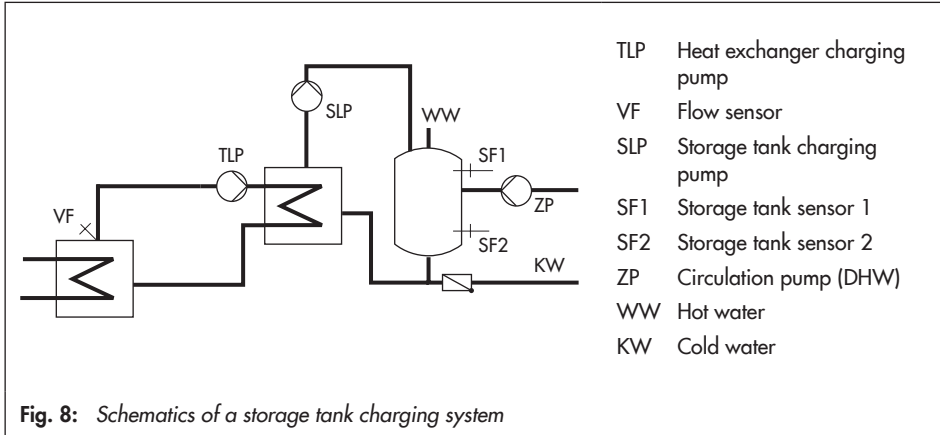 SLP
WW
TLP
SF1
ZP
VF
SF2
KW
TLP Heat exchanger charging
pump
VF Flow sensor
SLP Storage tank charging
pump
SF1 Storage tank sensor 1
SF2 Storage tank sensor 2
ZP Circulation pump (DHW)
WW Hot water
KW Cold water
Fig. 8: Schematics of a storage tank charging system